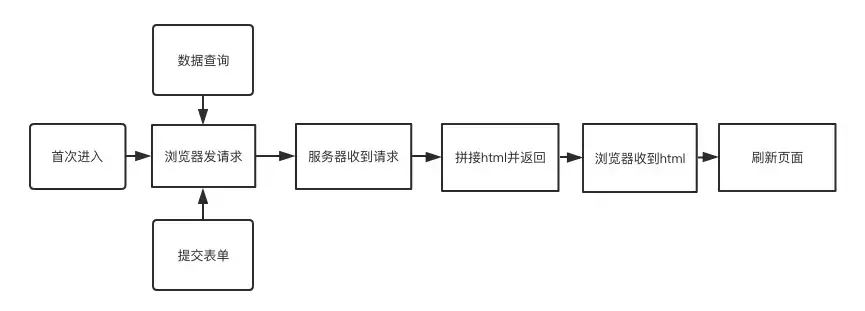 数据查询
首次进入
浏览器发请求
服务器收到请求
拼接html并返回
浏览器收到html
刷新页面
提交表单